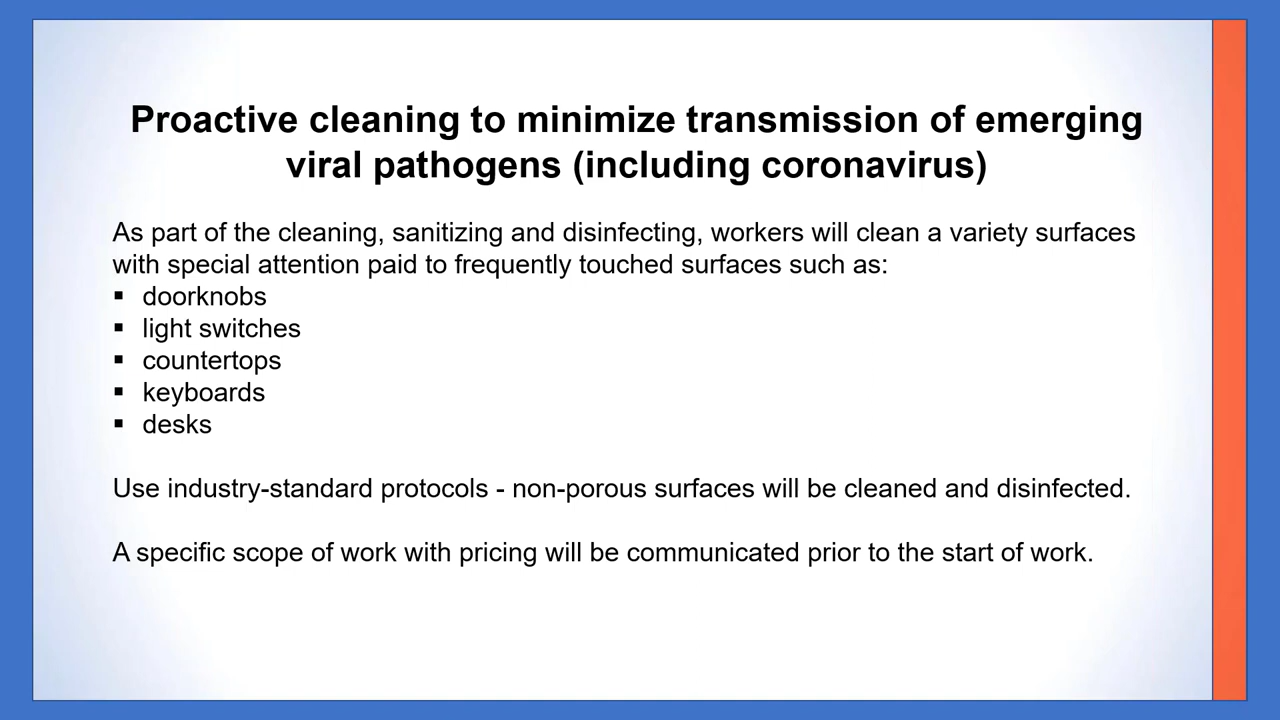 Proactive cleaning to minimize transmission of emerging
viral pathogens (including coronavirus)
As part of the cleaning, sanitizing and disinfecting, workers will clean a variety surfaces
with special attention paid to frequently touched surfaces such as:
▪ doorknobs
▪ light switches
▪ countertops
▪ keyboards
▪ desks
Use industry-standard protocols - non-porous surfaces will be cleaned and disinfected.
A specific scope of work with pricing will be communicated prior to the start of work.